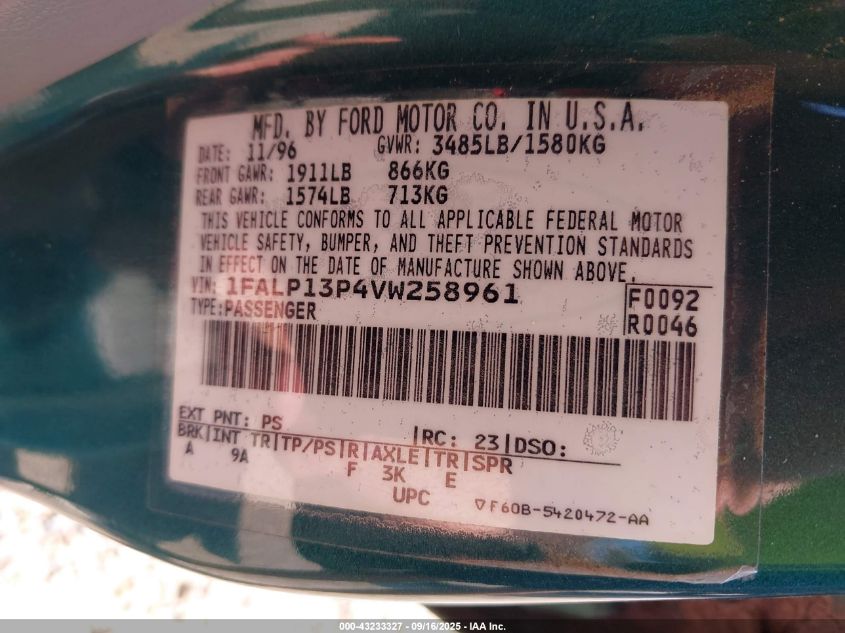 MFD. BY FORD MOTOR CO. IN U.S.A.
DATE: 11/96 GVWR: 3485LB/1580KG
FRONT GAWR: 1911LB 866KG
REAR GAWR: 1574LB 713KG
THIS VEHICLE CONFORMS TO ALL APPLICABLE FEDERAL MOTOR
VEHICLE SAFETY, BUMPER, AND THEFT PREVENTION STANDARDS
IN EFFECT ON THE DATE OF MANUFACTURE SHOWN ABOVE.
VIN: 1FALP13P4VW258961
TYPE: PASSENGER
F0092
R0046
EXT PNT: PS |RC: 23|DSO:
BRK|INT TR|TP/PS|R|AXLE|TR|SPR
A 9A F 3K E
UPC ▽F60B-5420472-AA
000-43233327 - 09/16/2025 - IAA Inc.